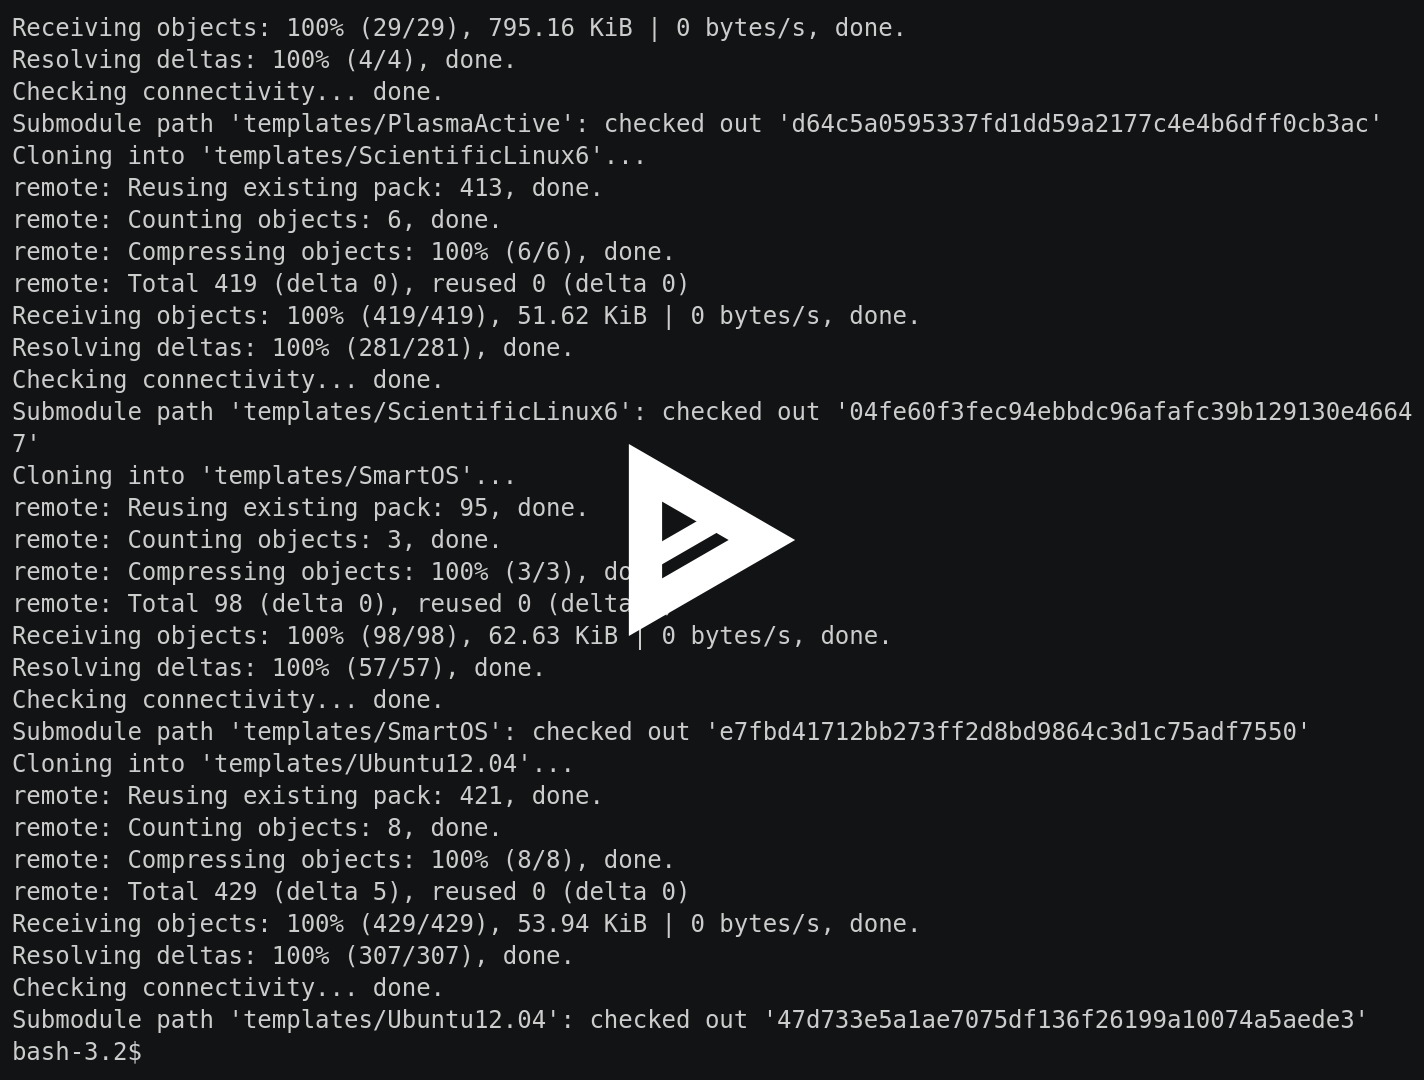 Receiving objects: 100% (29/29), 795.16 KiB | 0 bytes/s, done.
Resolving deltas: 100% (4/4), done.
Checking connectivity... done.
Submodule path 'templates/PlasmaActive': checked out 'd64c5a0595337fd1dd59a2177c4e4b6dff0cb3ac'
Cloning into 'templates/ScientificLinux6'...
remote: Reusing existing pack: 413, done.
remote: Counting objects: 6, done.
remote: Compressing objects: 100% (6/6), done.
remote: Total 419 (delta 0), reused 0 (delta 0)
Receiving objects: 100% (419/419), 51.62 KiB | 0 bytes/s, done.
Resolving deltas: 100% (281/281), done.
Checking connectivity... done.
Submodule path 'templates/ScientificLinux6': checked out '04fe60f3fec94ebbdc96afafc39b129130e4664
7'
Cloning into 'templates/SmartOS'...
remote: Reusing existing pack: 95, done.
remote: Counting objects: 3, done.
remote: Compressing objects: 100% (3/3),
remote: Total 98 (delta 0), reused 0 (delta
Receiving objects: 100% (98/98), 62.63 KiB | 0 bytes/s, done.
Resolving deltas: 100% (57/57), done.
Checking connectivity... done.
Submodule path 'templates/SmartOS': checked out 'e7fbd41712bb273ff2d8bd9864c3d1c75adf7550'
Cloning into 'templates/Ubuntu12.04'...
remote: Reusing existing pack: 421, done.
remote: Counting objects: 8, done.
remote: Compressing objects: 100% (8/8), done.
remote: Total 429 (delta 5), reused 0 (delta 0)
Receiving objects: 100% (429/429), 53.94 KiB | 0 bytes/s, done.
Resolving deltas: 100% (307/307), done.
Checking connectivity... done.
Submodule path 'templates/Ubuntu12.04': checked out '47d733e5a1ae7075df136f26199a10074a5aede3'
bash-3.2$